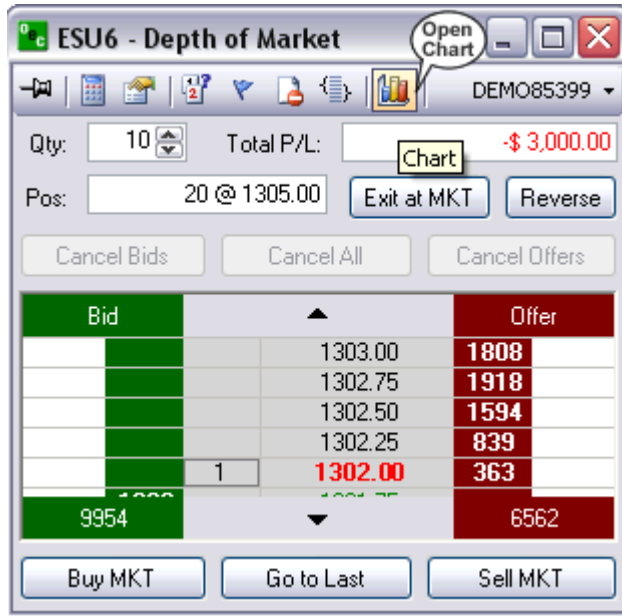 ESU6 - Depth of Market
Open Chart
DEMO85399
Qty: 10 Total P/L: -$ 3,000.00
Chart
Pos: 20 @ 1305.00 Exit at MKT Reverse
Cancel Bids Cancel All Cancel Offers
Bid Offer
1303.00 1808
1302.75 1918
1302.50 1594
1302.25 839
1 1302.00 363
9954 6562
Buy MKT Go to Last Sell MKT